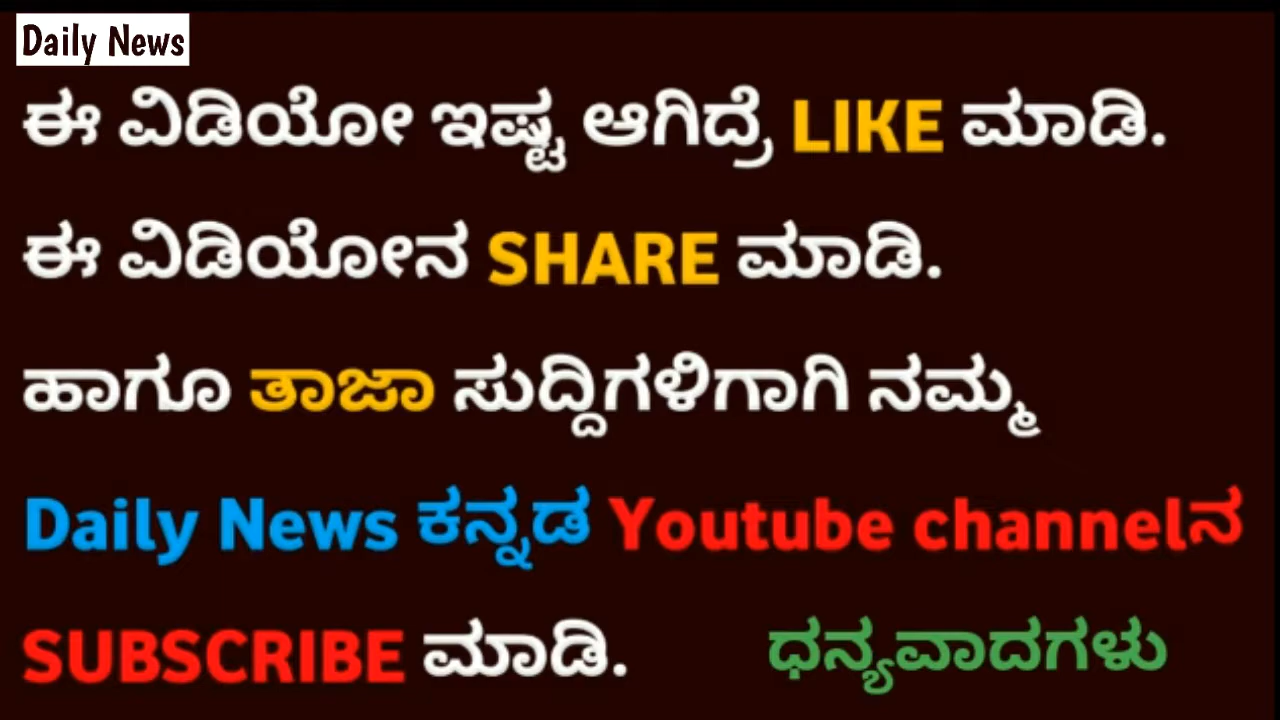 Daily News
ಈ ವಿಡಿಯೋ ಇಷ್ಟ ಆಗಿದ್ರೆ LIKE ಮಾಡಿ.
ಈ ವಿಡಿಯೋನ SHARE ಮಾಡಿ.
ಹಾಗೂ ತಾಜಾ ಸುದ್ದಿಗಳಿಗಾಗಿ ನಮ್ಮ
Daily News ಕನ್ನಡ Youtube channelನ
SUBSCRIBE ಮಾಡಿ. ಧನ್ಯವಾದಗಳು